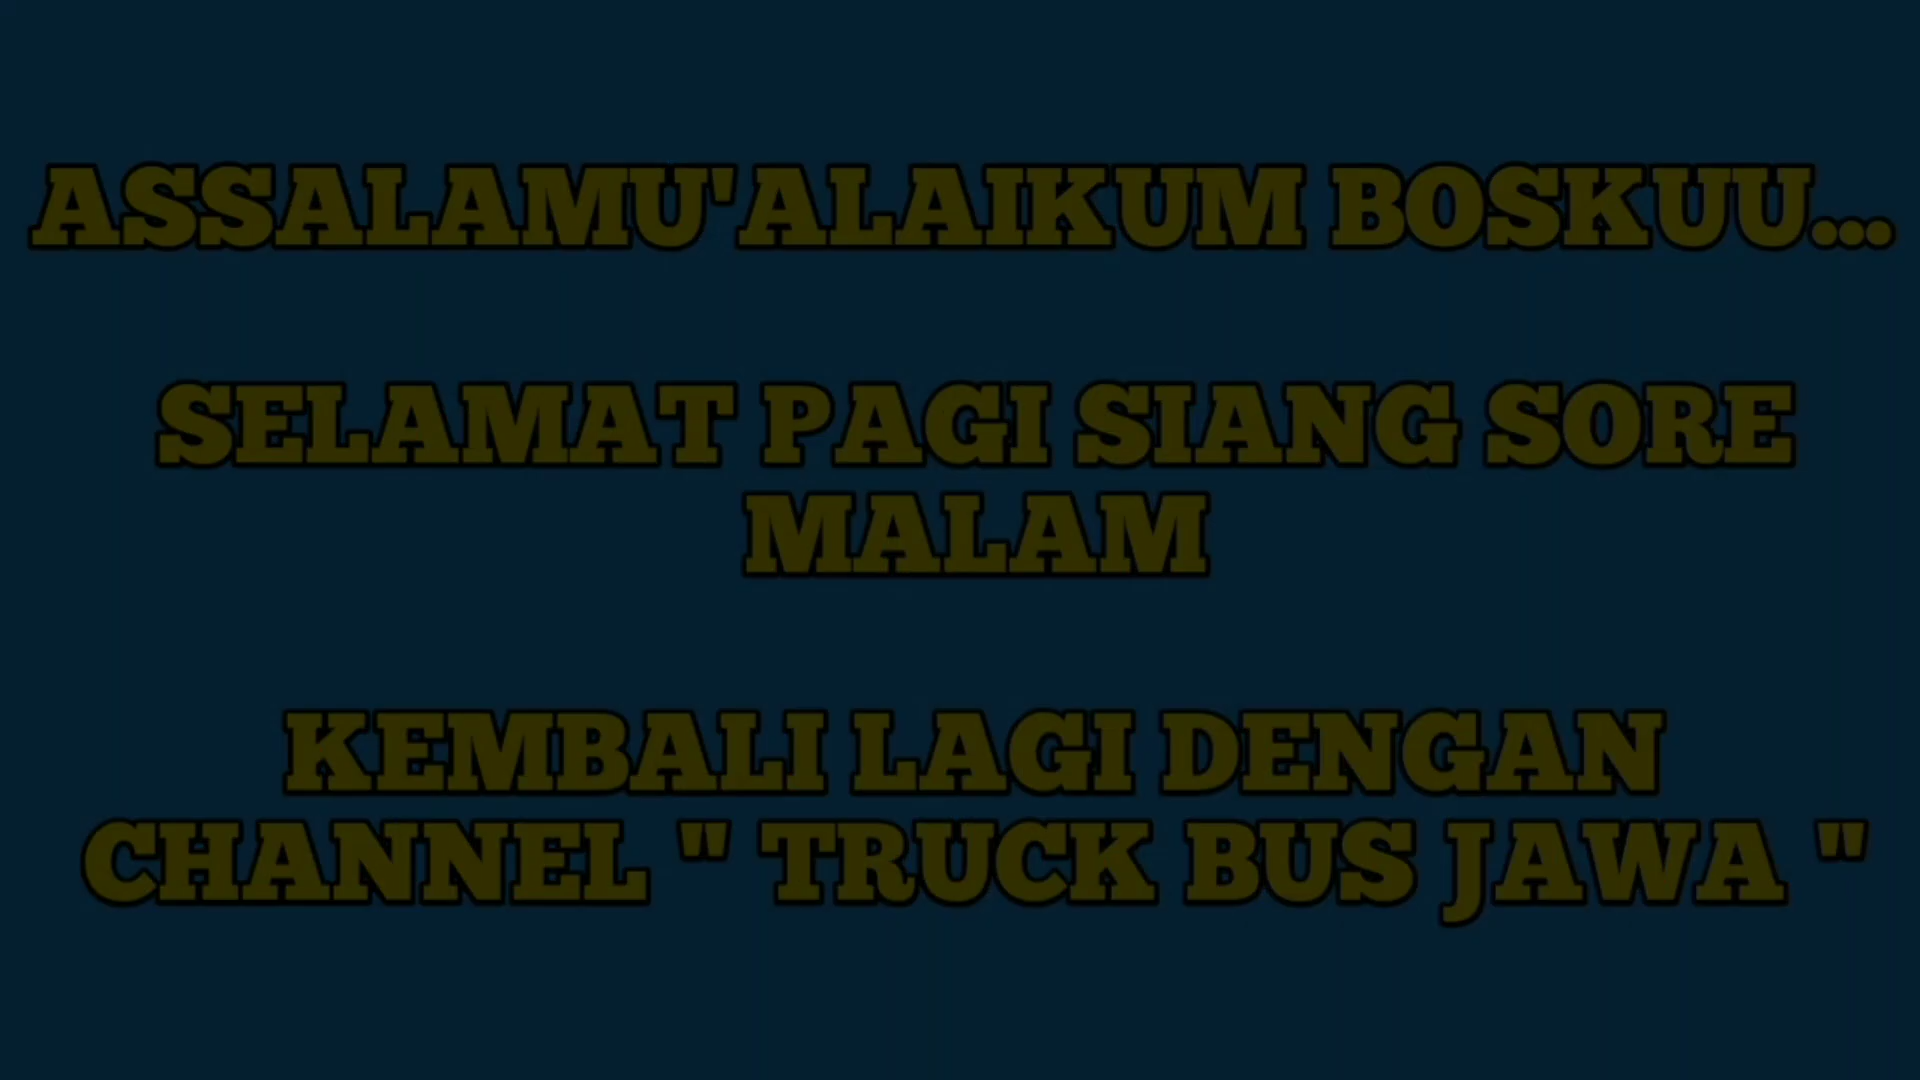 ASSALAMU'ALAIKUM BOSKUU...
SELAMAT PAGI SIANG SORE
MALAM
KEMBALI LAGI DENGAN
CHANNEL " TRUCK BUS JAWA "